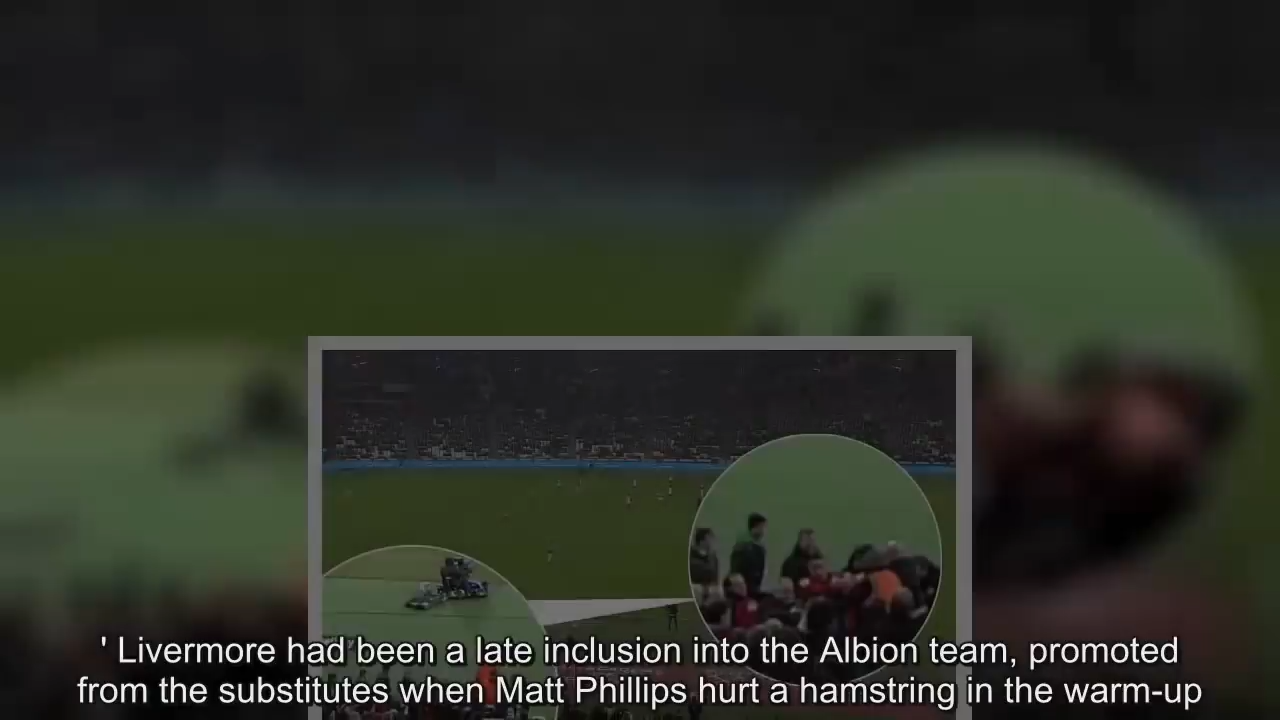 ' Livermore had been a late inclusion into the Albion team, promoted
from the substitutes when Matt Phillips hurt a hamstring in the warm-up